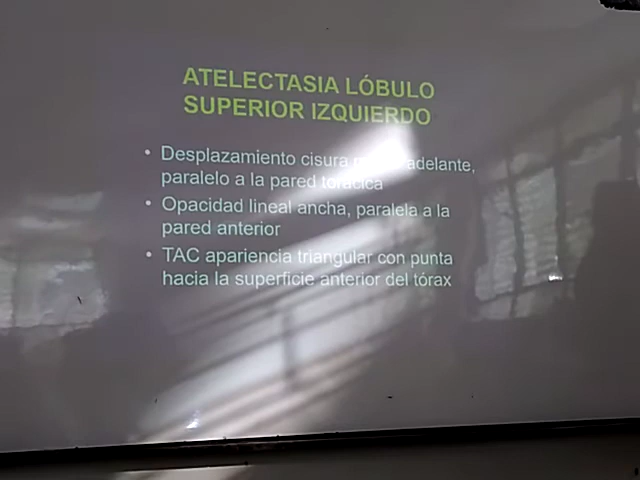 ATELECTASIA LÓBULO
SUPERIOR IZQUIERDO
• Desplazamiento cisura adelante,
paralelo a la pared torácica
• Opacidad lineal ancha, paralela a la
pared anterior
• TAC apariencia triangular con punta
hacia la superficie anterior del tórax